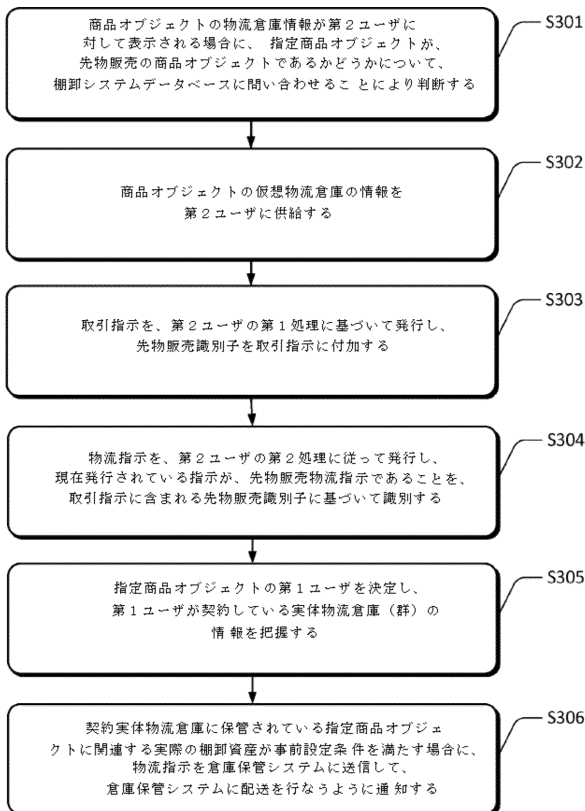 商品オブジェクトの物流倉庫情報が第2ユーザに
対して表示される場合に、指定商品オブジェクトが、
先物販売の商品オブジェクトであるかどうかについて、
棚卸システムデータベースに問い合わせることにより判断する
S301
商品オブジェクトの仮想物流倉庫の情報を
第2ユーザに供給する
S302
取引指示を、第2ユーザの第1処理に基づいて発行し、
先物販売識別子を取引指示に付加する
S303
物流指示を、第2ユーザの第2処理に従って発行し、
現在発行されている指示が、先物販売物流指示であることを、
取引指示に含まれる先物販売識別子に基づいて識別する
S304
指定商品オブジェクトの第1ユーザを決定し、
第1ユーザが契約している実体物流倉庫（群）の
情報を把握する
S305
契約実体物流倉庫に保管されている指定商品オブジェ
クトに関連する実際の棚卸資産が事前設定条件を満たす場合に、
物流指示を倉庫保管システムに送信して、
倉庫保管システムに配送を行なうように通知する
S306